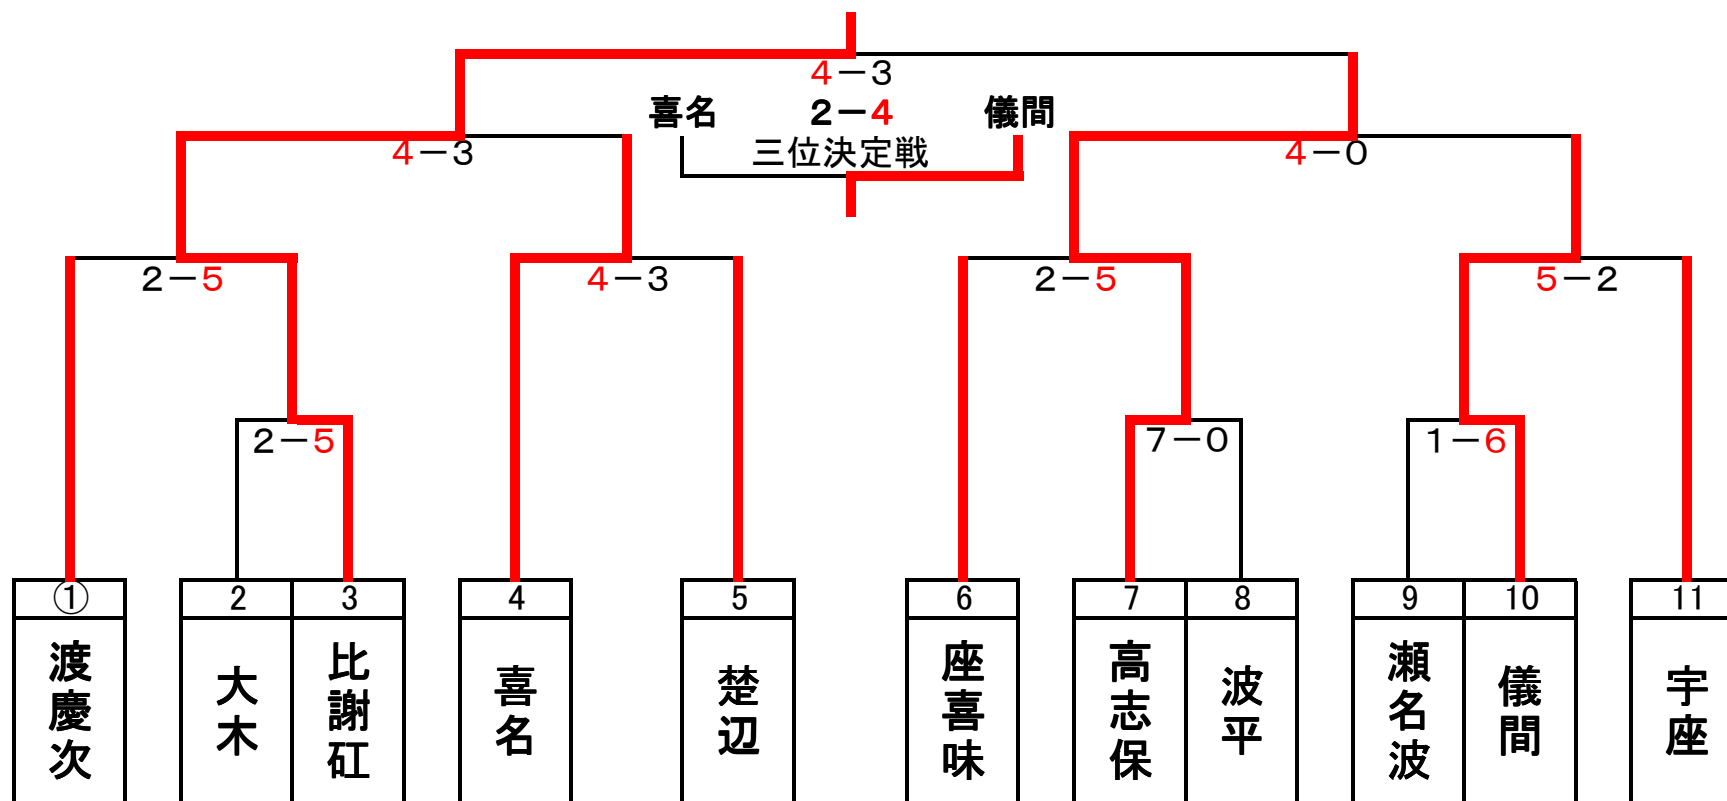 4－3
喜名 2－4 儀間
三位決定戦
4－3
4－0
2－5
4－3
2－5
5－2
2－5
7－0
1－6
① 2 3 4 5 6 7 8 9 10 11
渡慶次
大木
比謝矼
喜名
楚辺
座喜味
高志保
波平
瀬名波
儀間
宇座